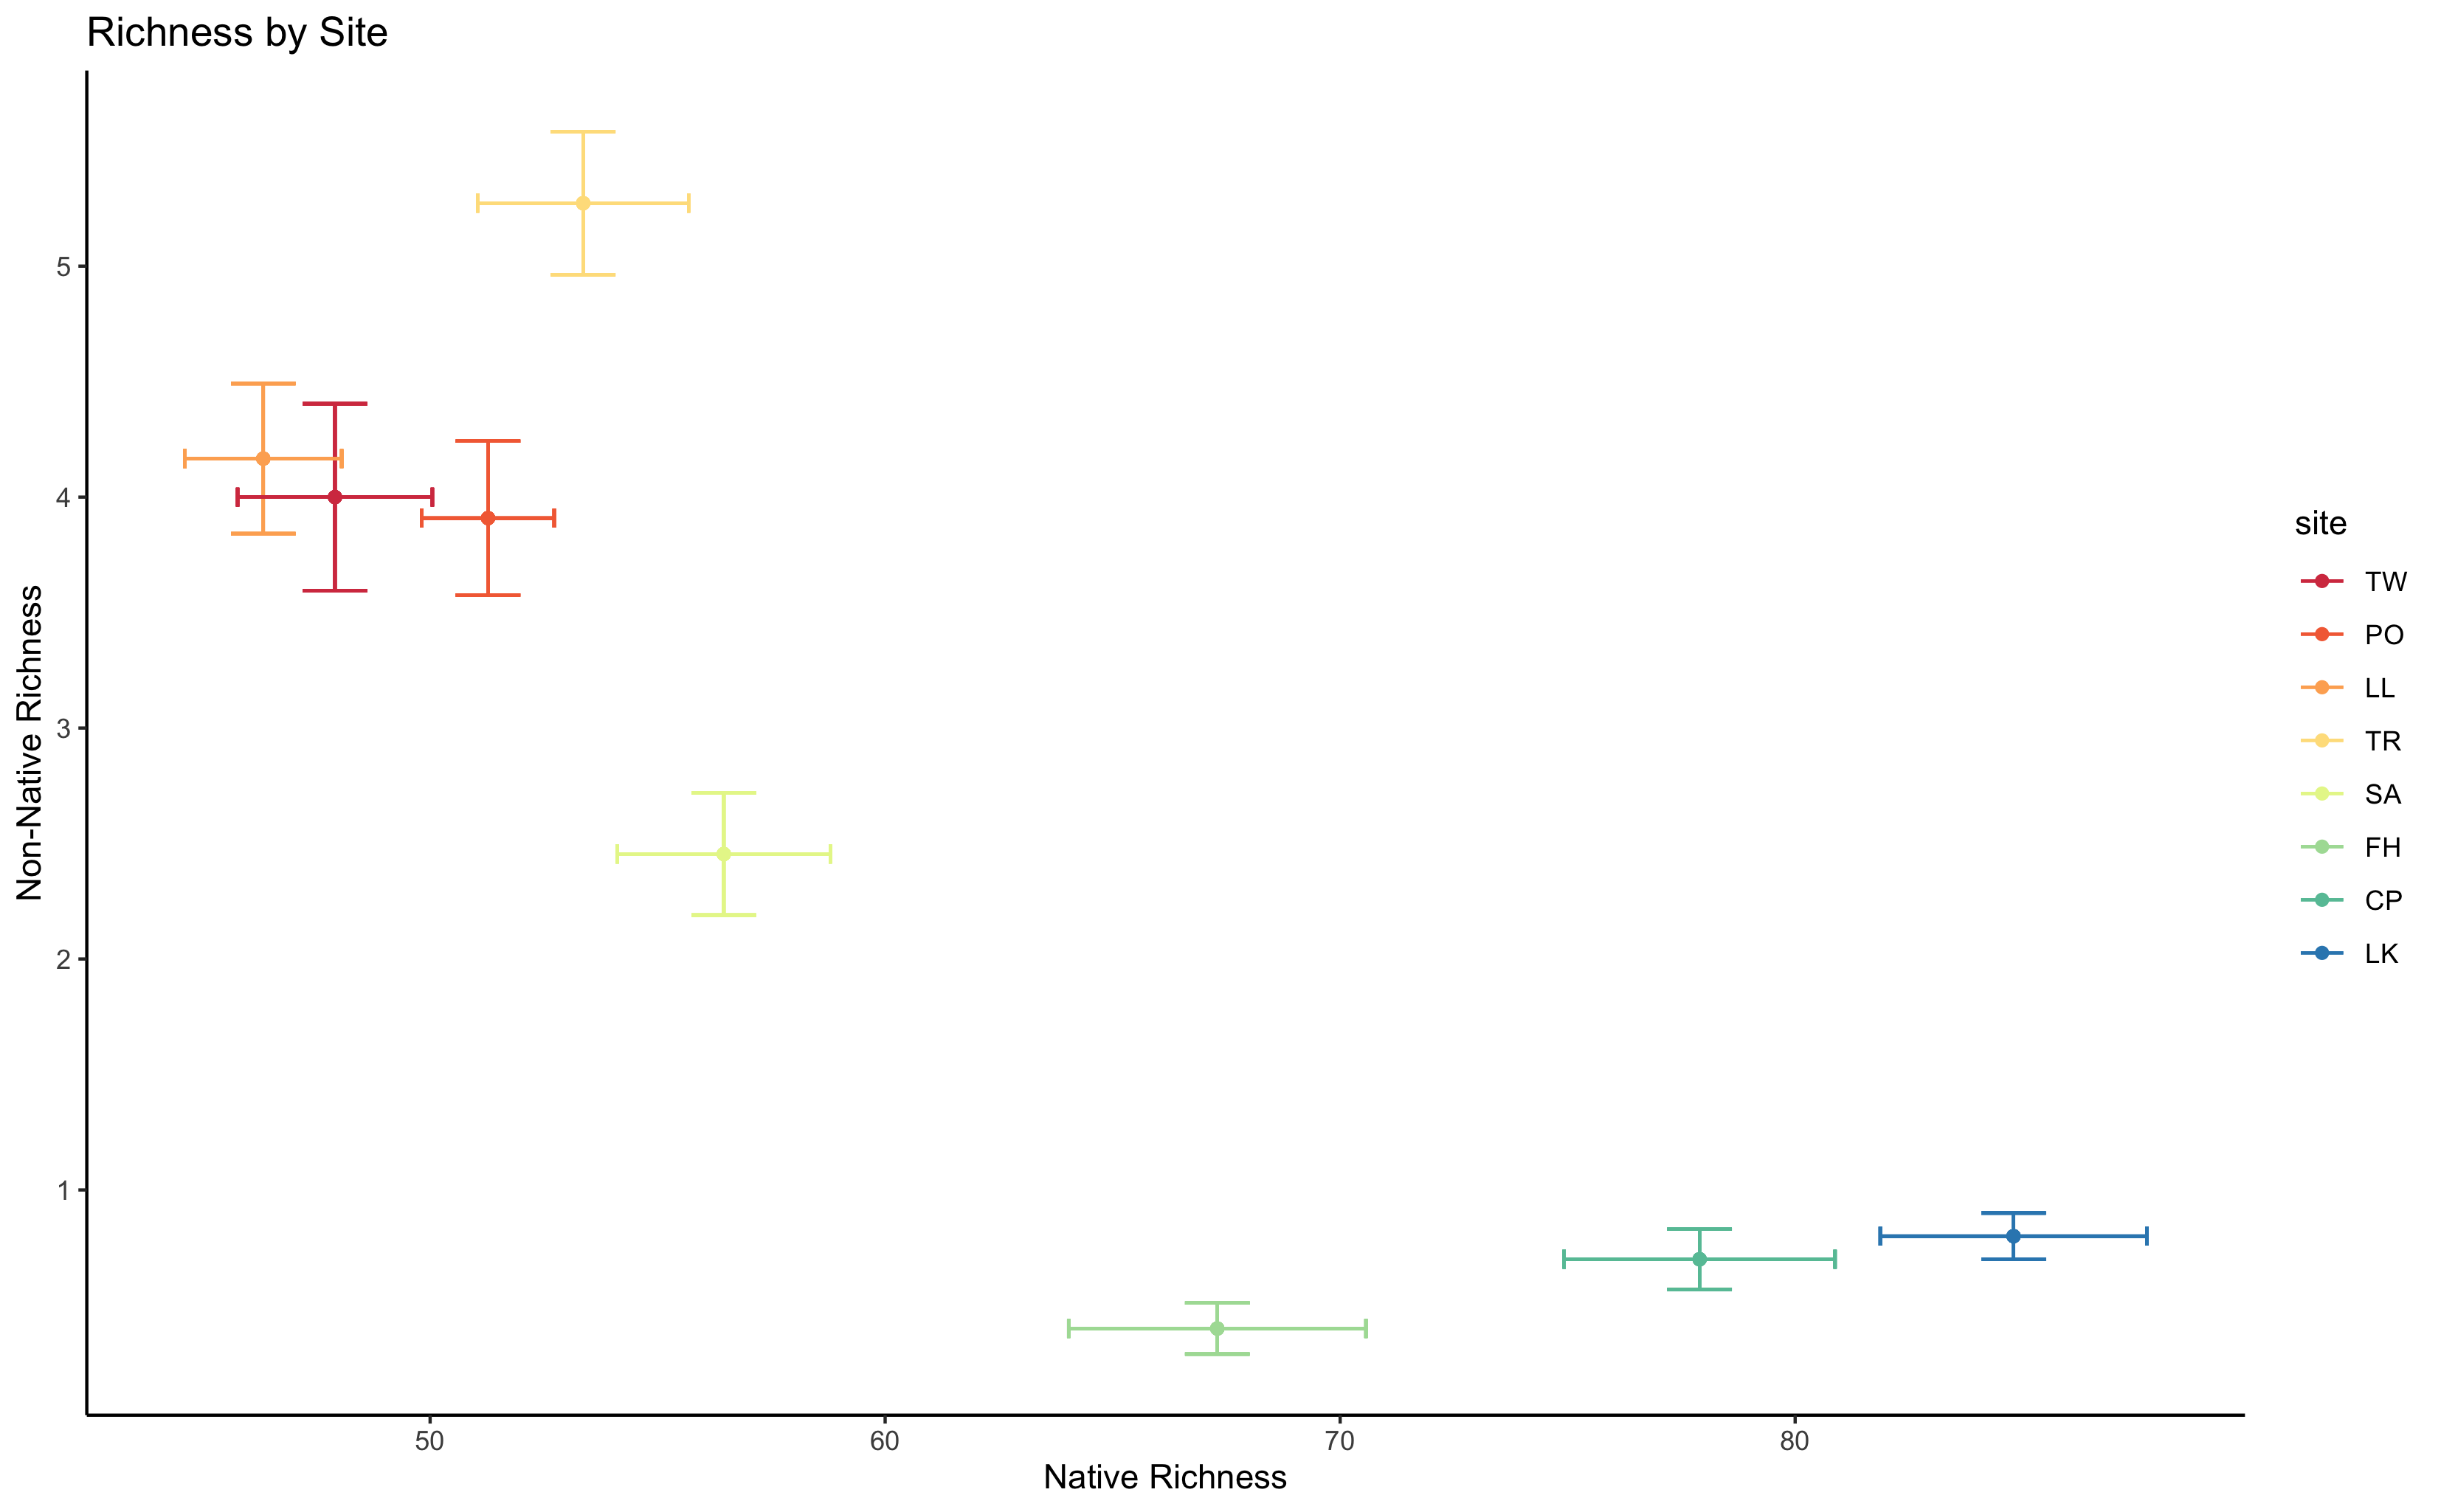 Richness by Site
Non-Native Richness
5
4
3
2
1
50 60 70 80
Native Richness
site
TW
PO
LL
TR
SA
FH
CP
LK